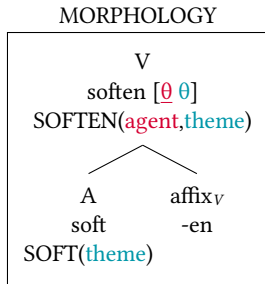 MORPHOLOGY
V
soften [θ θ]
SOFTEN(agent,theme)
A affixV
soft -en
SOFT(theme)